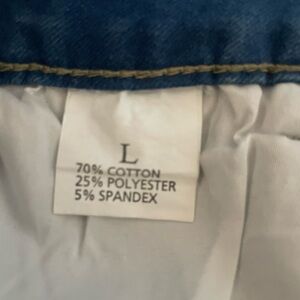 L
70% COTTON
25% POLYESTER
5% SPANDEX